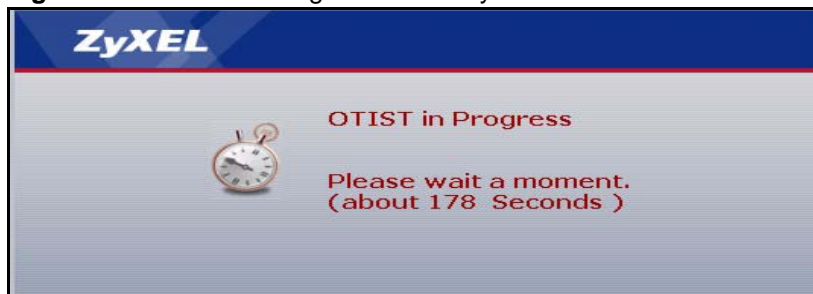 ZyXEL
OTIST in Progress
Please wait a moment.
(about 178 Seconds )